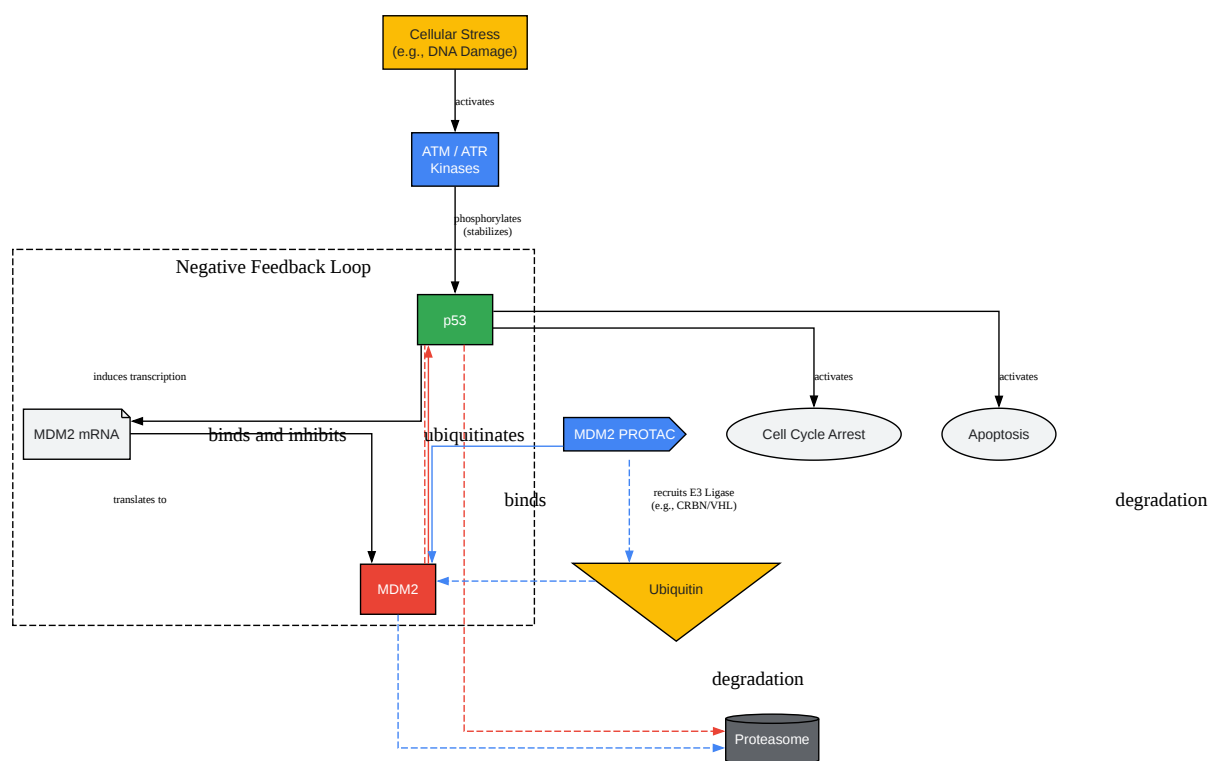 Cellular Stress
(e.g., DNA Damage)
activates
ATM / ATR
Kinases
phosphorylates
(stabilizes)
Negative Feedback Loop
p53
induces transcription
activates
activates
MDM2 mRNA
binds and inhibits
ubiquitinates
MDM2 PROTAC
Cell Cycle Arrest
Apoptosis
translates to
binds
recruits E3 Ligase
(e.g., CRBN/VHL)
degradation
MDM2
Ubiquitin
degradation
Proteasome